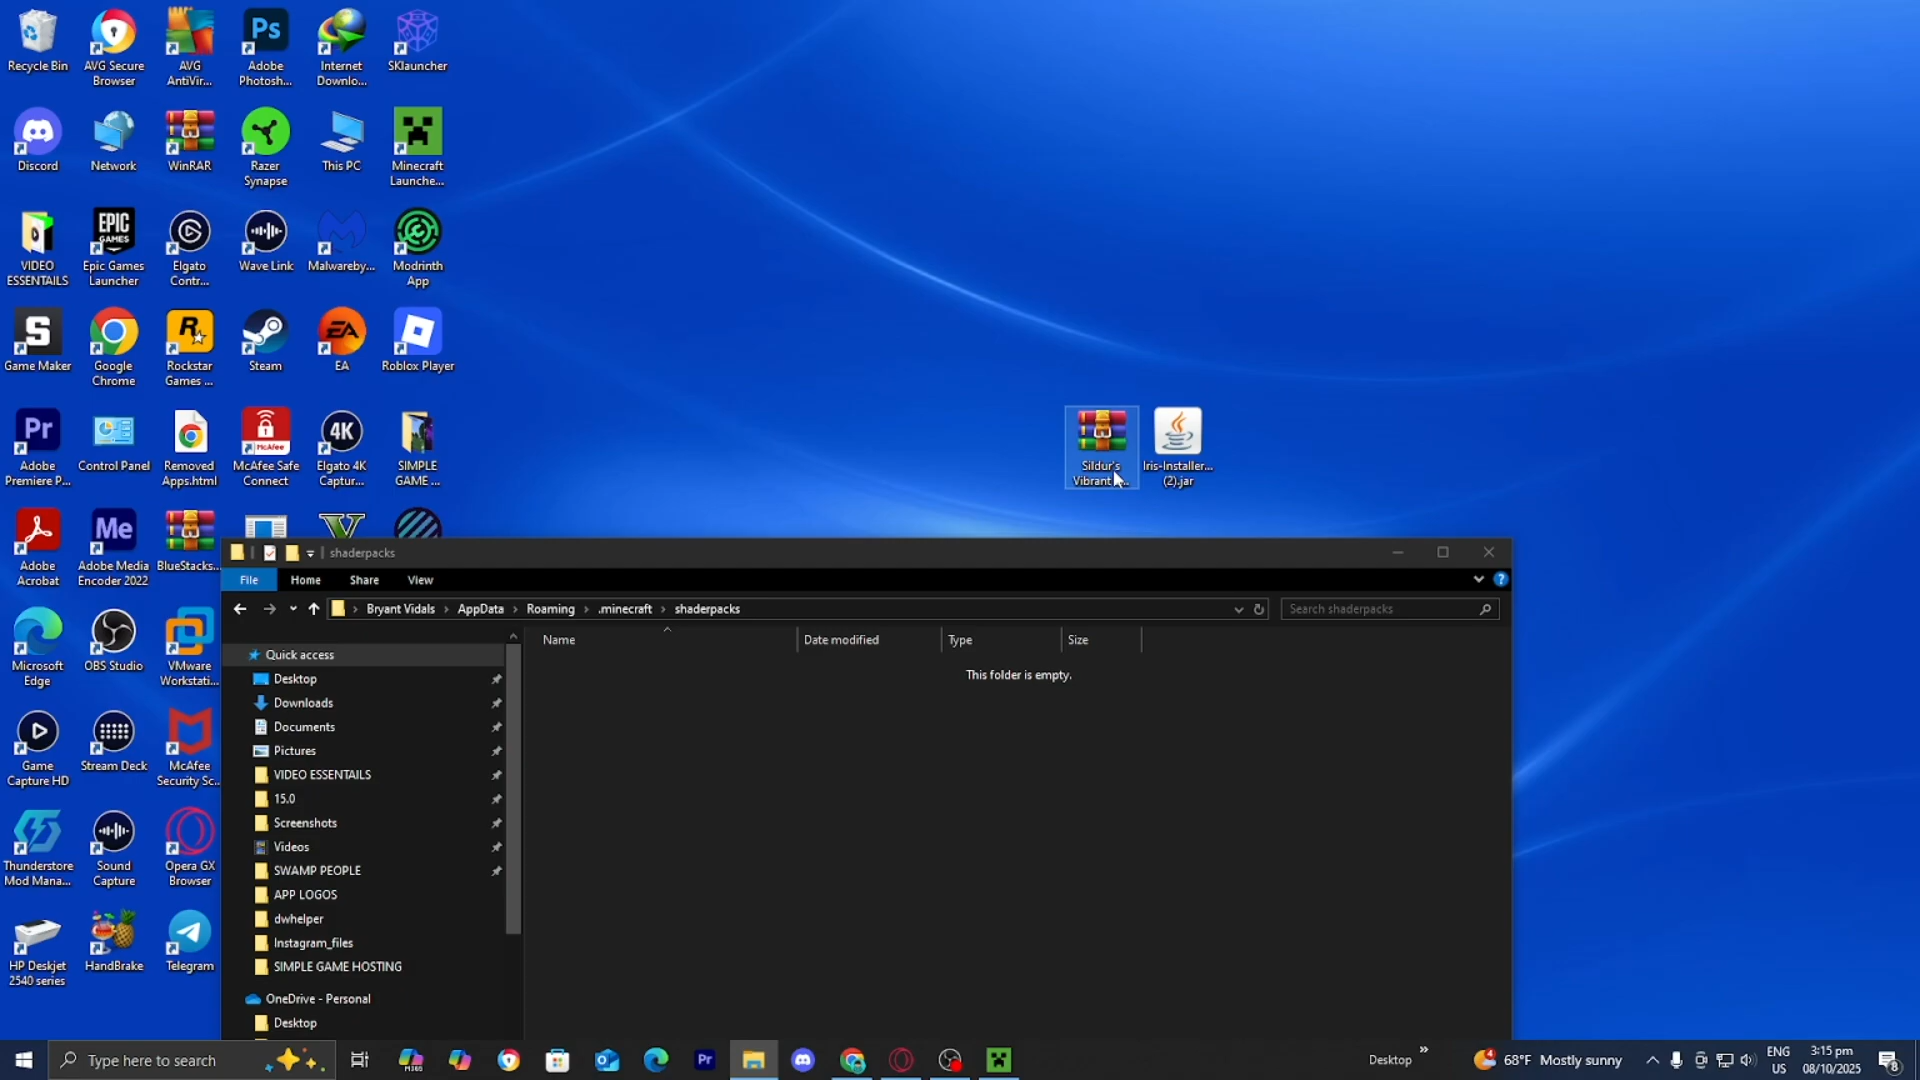 Recycle Bin
AVG Secure
Browser
AVG
AntiVir...
Adobe
Photosh...
Internet
Downlo...
SKlauncher
Discord
Network
WinRAR
Razer
Synapse
This PC
Minecraft
Launche...
VIDEO
ESSENTAILS
Epic Games
Launcher
Elgato
Contr...
Wave Link
Malwareby...
Modrinth
App
Game Maker
Google
Chrome
Rockstar
Games ...
Steam
EA
Roblox Player
Adobe
Premiere P...
Control Panel
Removed
Apps.html
McAfee Safe
Connect
Elgato 4K
Captur...
SIMPLE
GAME ...
Sildur's
Vibrant
Iris-Installer...
(2).jar
Adobe
Acrobat
Adobe Media
Encoder 2022
BlueStacks...
Microsoft
Edge
OBS Studio
VMware
Workstati...
Game
Capture HD
Stream Deck
McAfee
Security Sc...
Thunderstore
Mod Mana...
Sound
Capture
Opera GX
Browser
HP Deskjet
2540 series
HandBrake
Telegram
shaderpacks
File Home Share View
Bryant Vidals > AppData > Roaming > .minecraft > shaderpacks
Search shaderpacks
Name Date modified Type Size
This folder is empty.
Quick access
Desktop
Downloads
Documents
Pictures
VIDEO ESSENTAILS
15.0
Screenshots
Videos
SWAMP PEOPLE
APP LOGOS
dwhelper
Instagram_files
SIMPLE GAME HOSTING
OneDrive - Personal
Desktop
Type here to search
Desktop
68°F Mostly sunny
ENG
US
3:15 pm
08/10/2025